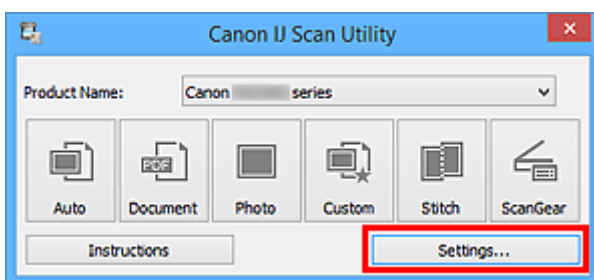 Canon IJ Scan Utility
Product Name: Canon series
PDF
Auto Document Photo Custom Stitch ScanGear
Instructions Settings...